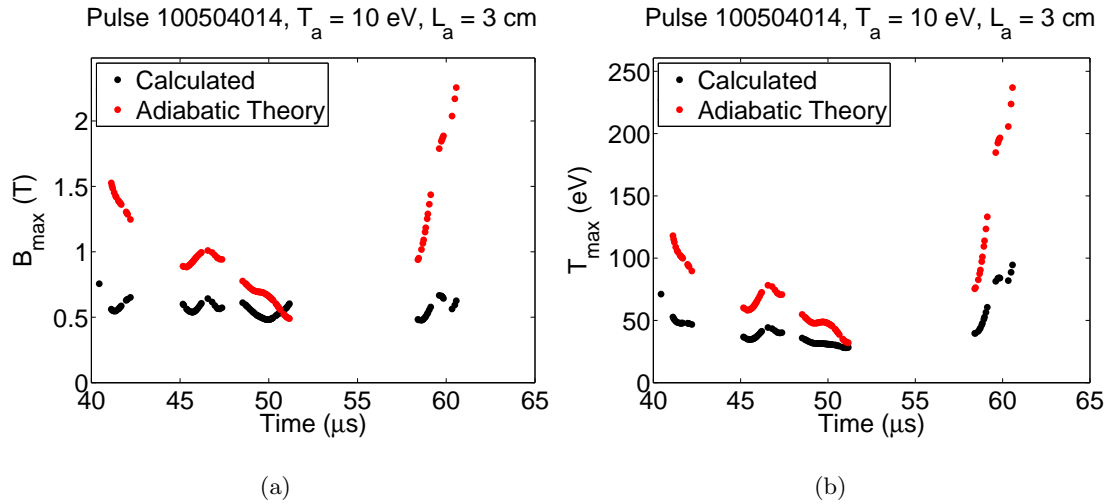 Pulse 100504014, T_a = 10 eV, L_a = 3 cm
Calculated
Adiabatic Theory
B_max (T)
2
1.5
1
0.5
0
40 45 50 55 60 65
Time (μs)
(a)
Pulse 100504014, T_a = 10 eV, L_a = 3 cm
Calculated
Adiabatic Theory
T_max (eV)
250
200
150
100
50
0
40 45 50 55 60 65
Time (μs)
(b)